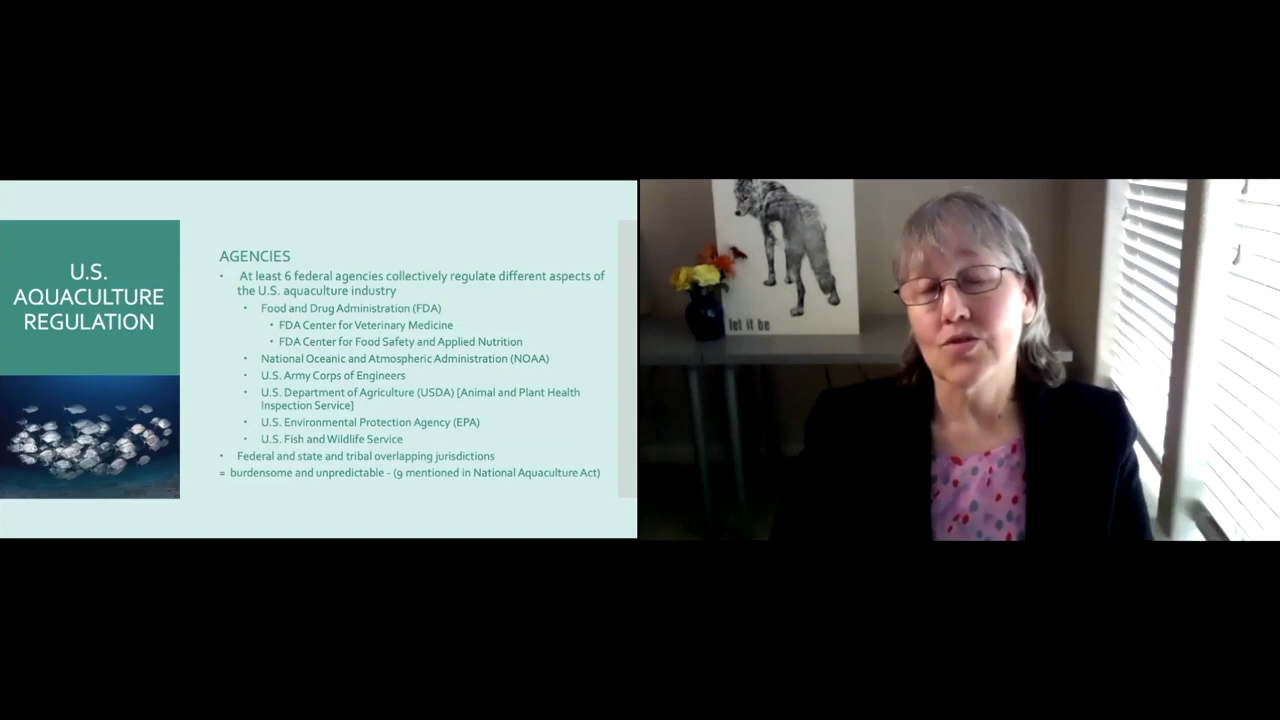 U.S.
AQUACULTURE
REGULATION
AGENCIES
• At least 6 federal agencies collectively regulate different aspects of
the U.S. aquaculture industry
• Food and Drug Administration (FDA)
• FDA Center for Veterinary Medicine
• FDA Center for Food Safety and Applied Nutrition
• National Oceanic and Atmospheric Administration (NOAA)
• U.S. Army Corps of Engineers
• U.S. Department of Agriculture (USDA) [Animal and Plant Health
Inspection Service]
• U.S. Environmental Protection Agency (EPA)
• U.S. Fish and Wildlife Service
• Federal and state and tribal overlapping jurisdictions
= burdensome and unpredictable - (9 mentioned in National Aquaculture Act)
let it be